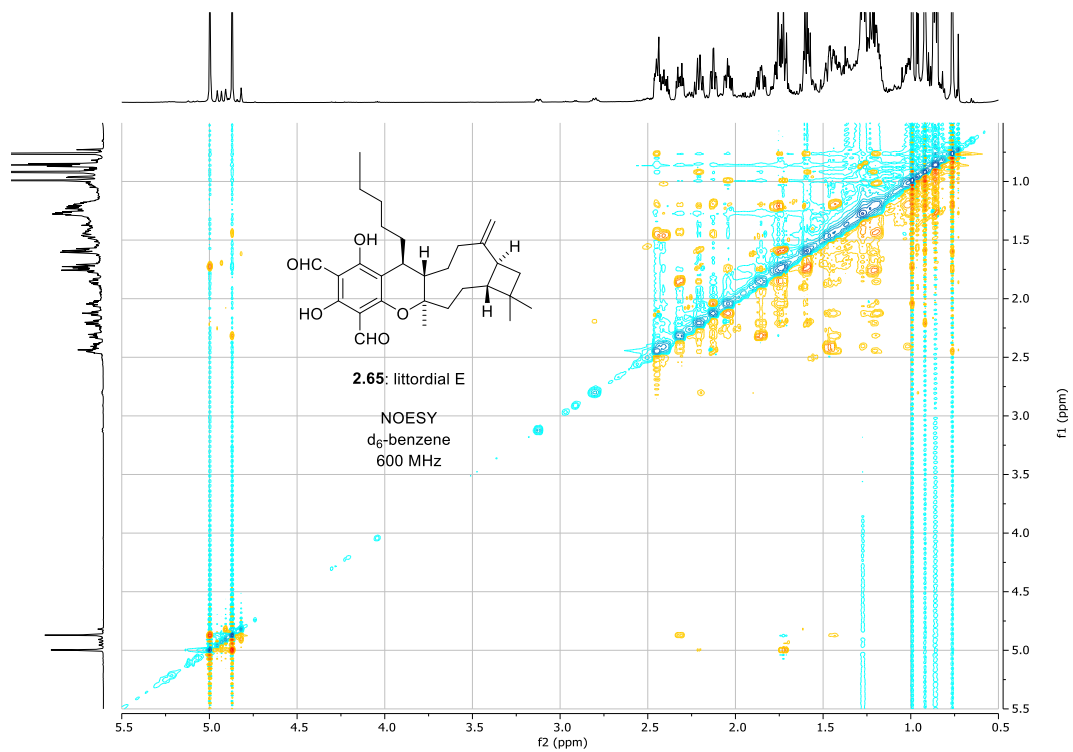 OH
H
H
OHC
HO
O
H
CHO
2.65: littordial E
NOESY
d6-benzene
600 MHz
1.0
1.5
2.0
2.5
3.0
3.5
4.0
4.5
5.0
5.5
f1 (ppm)
5.5 5.0 4.5 4.0 3.5 3.0 2.5 2.0 1.5 1.0 0.5
f2 (ppm)